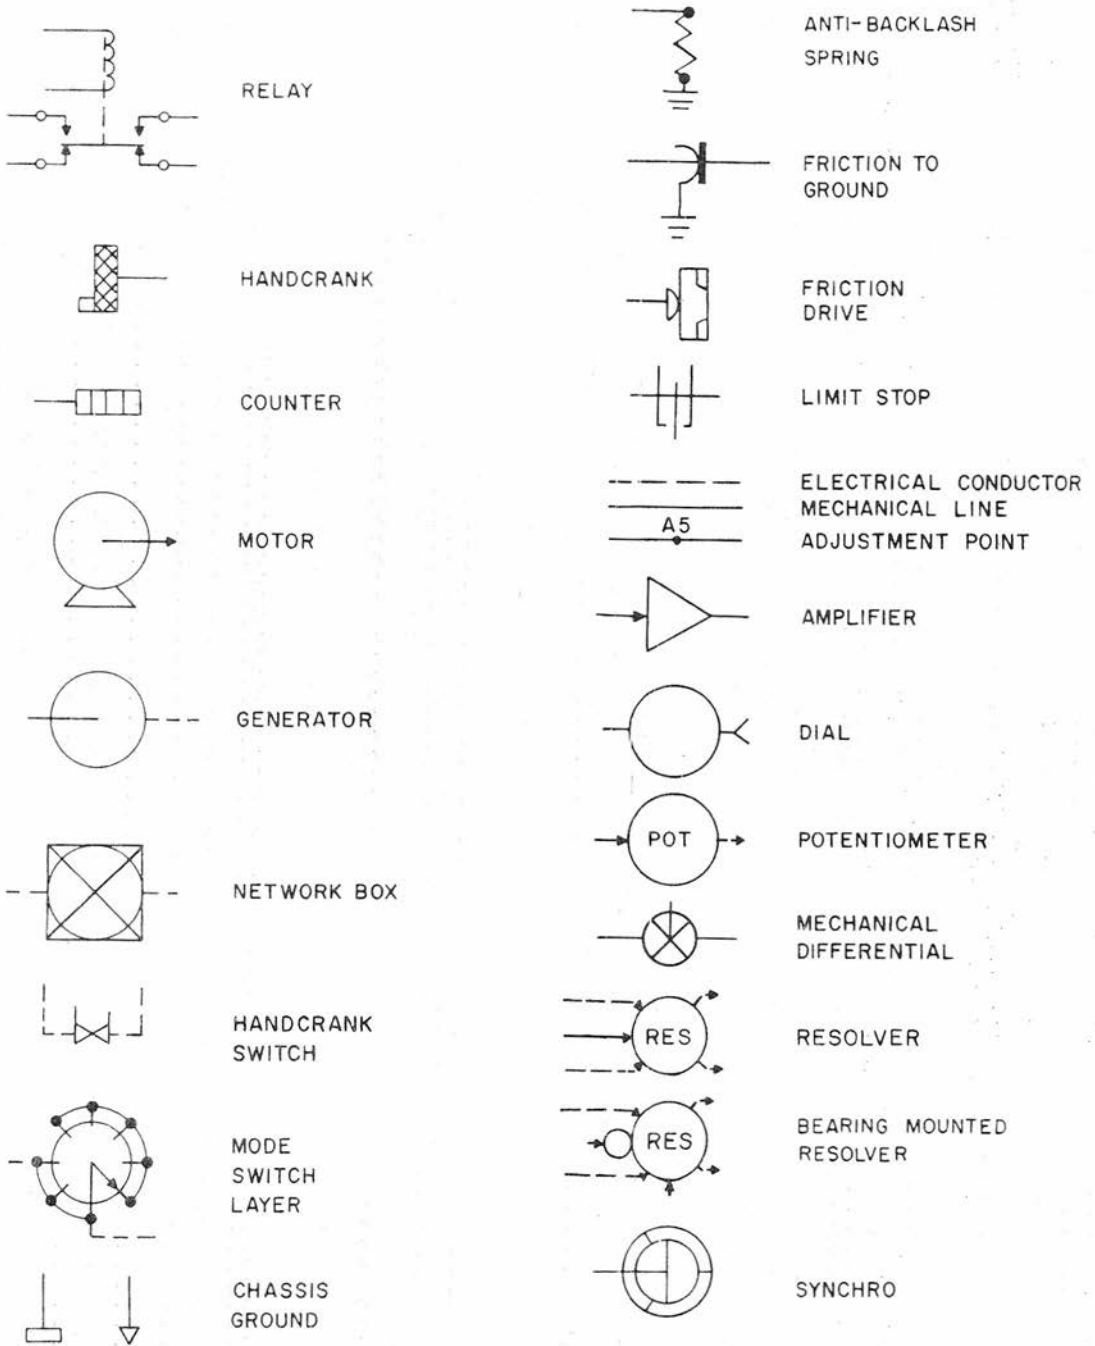 RELAY
HANDCRANK
COUNTER
MOTOR
GENERATOR
NETWORK BOX
HANDCRANK
SWITCH
MODE
SWITCH
LAYER
CHASSIS
GROUND
ANTI-BACKLASH
SPRING
FRICTION TO
GROUND
FRICTION
DRIVE
LIMIT STOP
ELECTRICAL CONDUCTOR
MECHANICAL LINE
A5
ADJUSTMENT POINT
AMPLIFIER
DIAL
POT
POTENTIOMETER
MECHANICAL
DIFFERENTIAL
RES
RESOLVER
RES
BEARING MOUNTED
RESOLVER
SYNCHRO